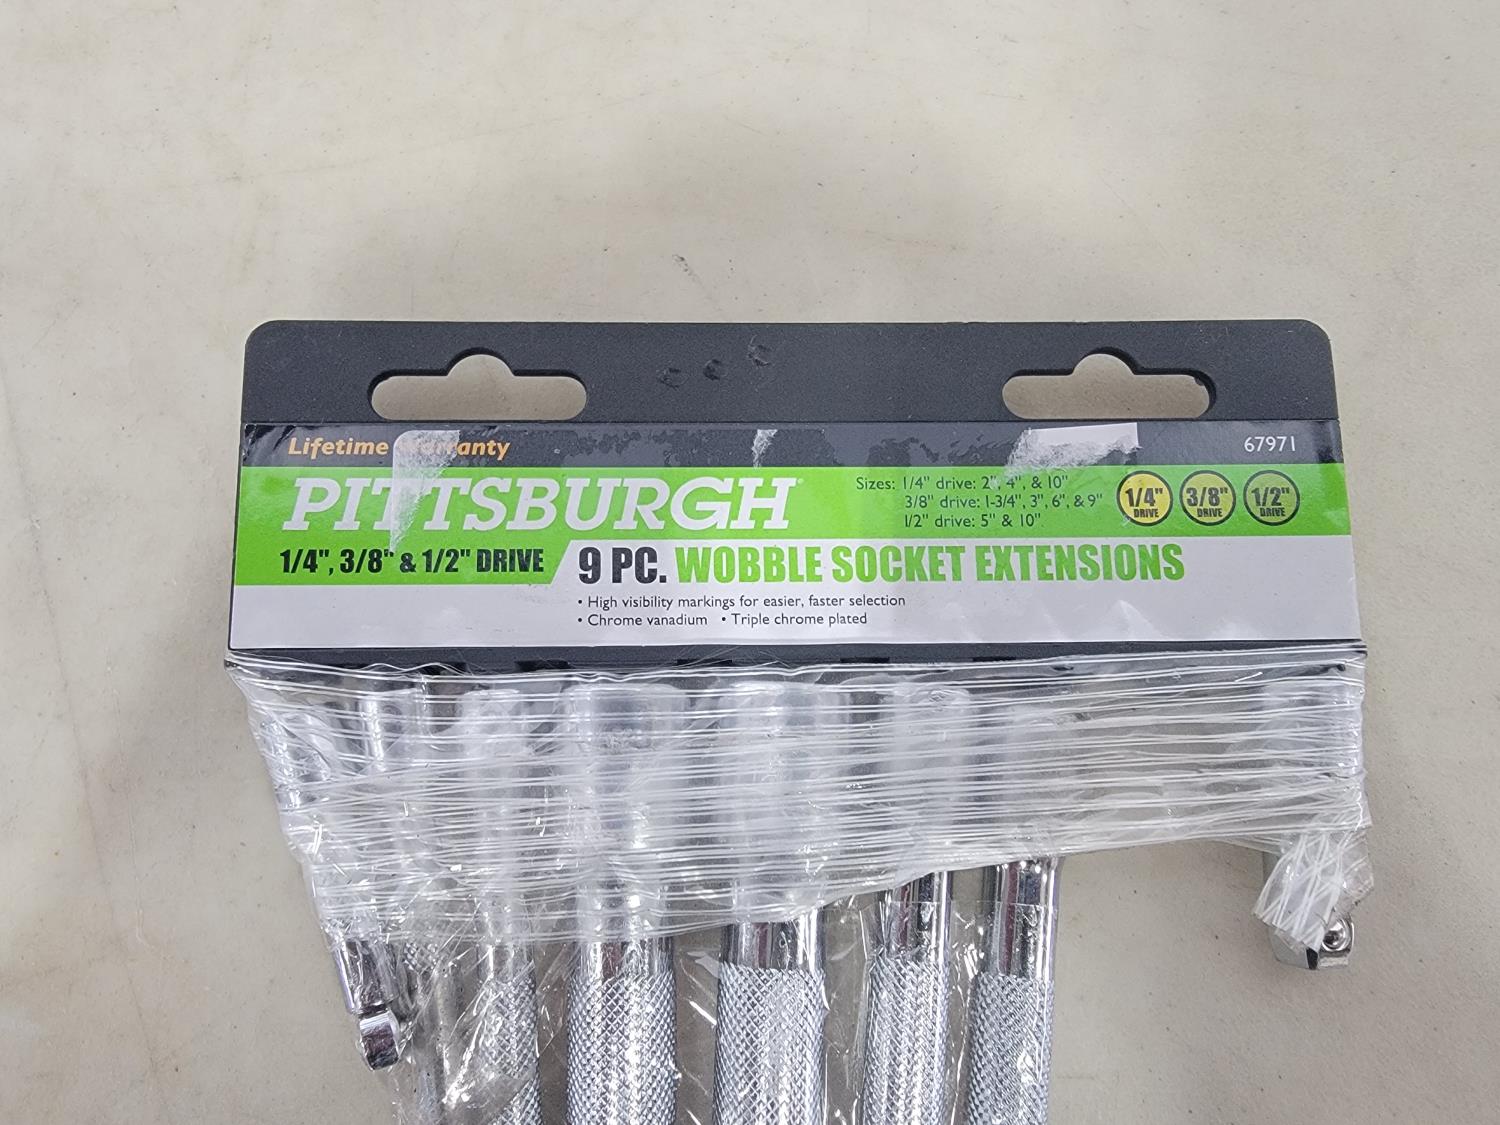 Lifetime Warranty
67971
PITTSBURGH
Sizes: 1/4" drive: 2", 4", & 10"
3/8" drive: 1-3/4", 3", 6", & 9"
1/2" drive: 5" & 10"
1/4" DRIVE
3/8" DRIVE
1/2" DRIVE
1/4", 3/8" & 1/2" DRIVE
9 PC. WOBBLE SOCKET EXTENSIONS
• High visibility markings for easier, faster selection
• Chrome vanadium • Triple chrome plated